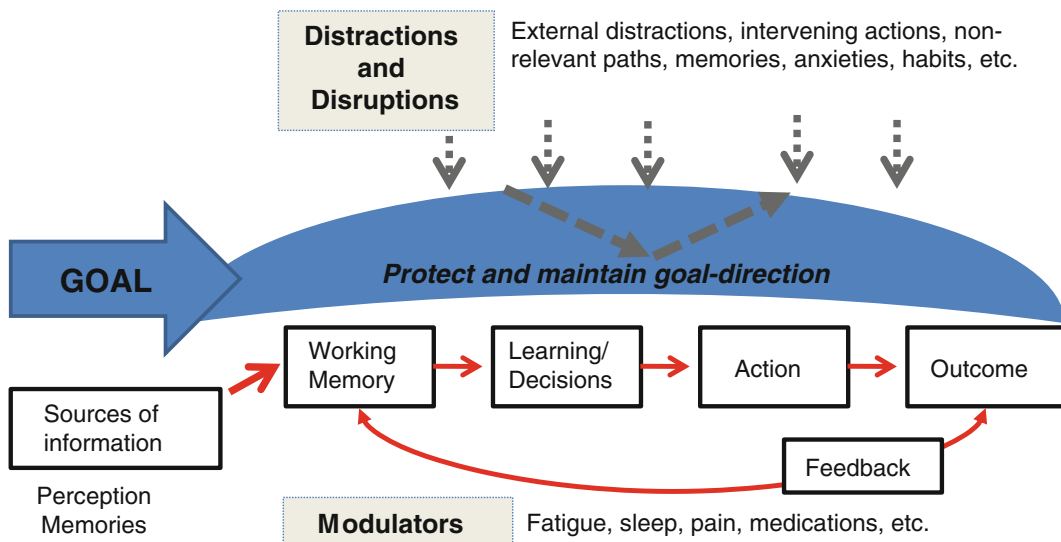 Distractions
and
Disruptions
External distractions, intervening actions, non-
relevant paths, memories, anxieties, habits, etc.
GOAL
Protect and maintain goal-direction
Working
Memory
Learning/
Decisions
Action
Outcome
Sources of
information
Feedback
Perception
Memories
Modulators
Fatigue, sleep, pain, medications, etc.